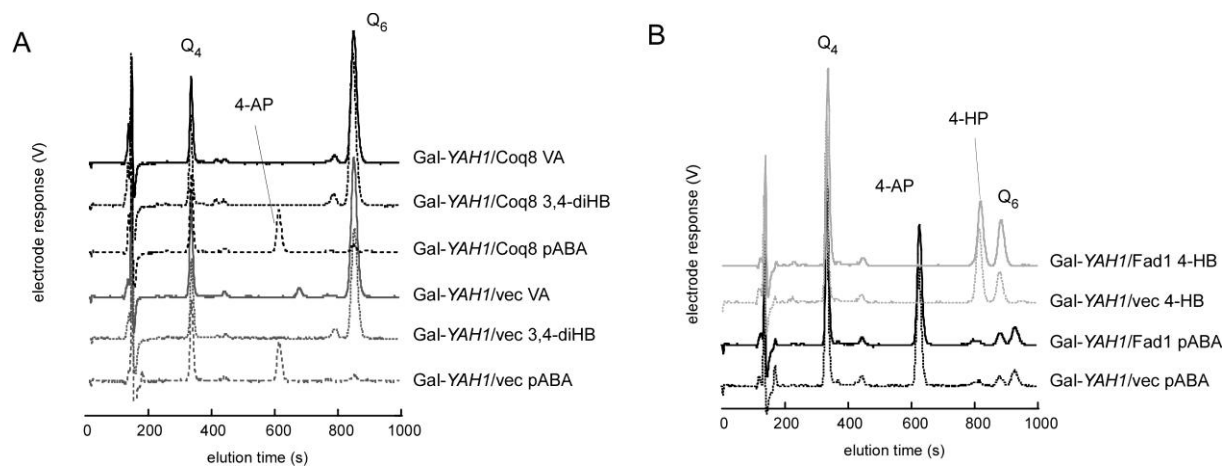 A
Q6
Q4
4-AP
Gal-YAH1/Coq8 VA
Gal-YAH1/Coq8 3,4-diHB
Gal-YAH1/Coq8 pABA
Gal-YAH1/vec VA
Gal-YAH1/vec 3,4-diHB
Gal-YAH1/vec pABA
electrode response (V)
0 200 400 600 800 1000
elution time (s)
B
Q4
4-HP
4-AP
Q6
Gal-YAH1/Fad1 4-HB
Gal-YAH1/vec 4-HB
Gal-YAH1/Fad1 pABA
Gal-YAH1/vec pABA
electrode response (V)
0 200 400 600 800 1000
elution time (s)